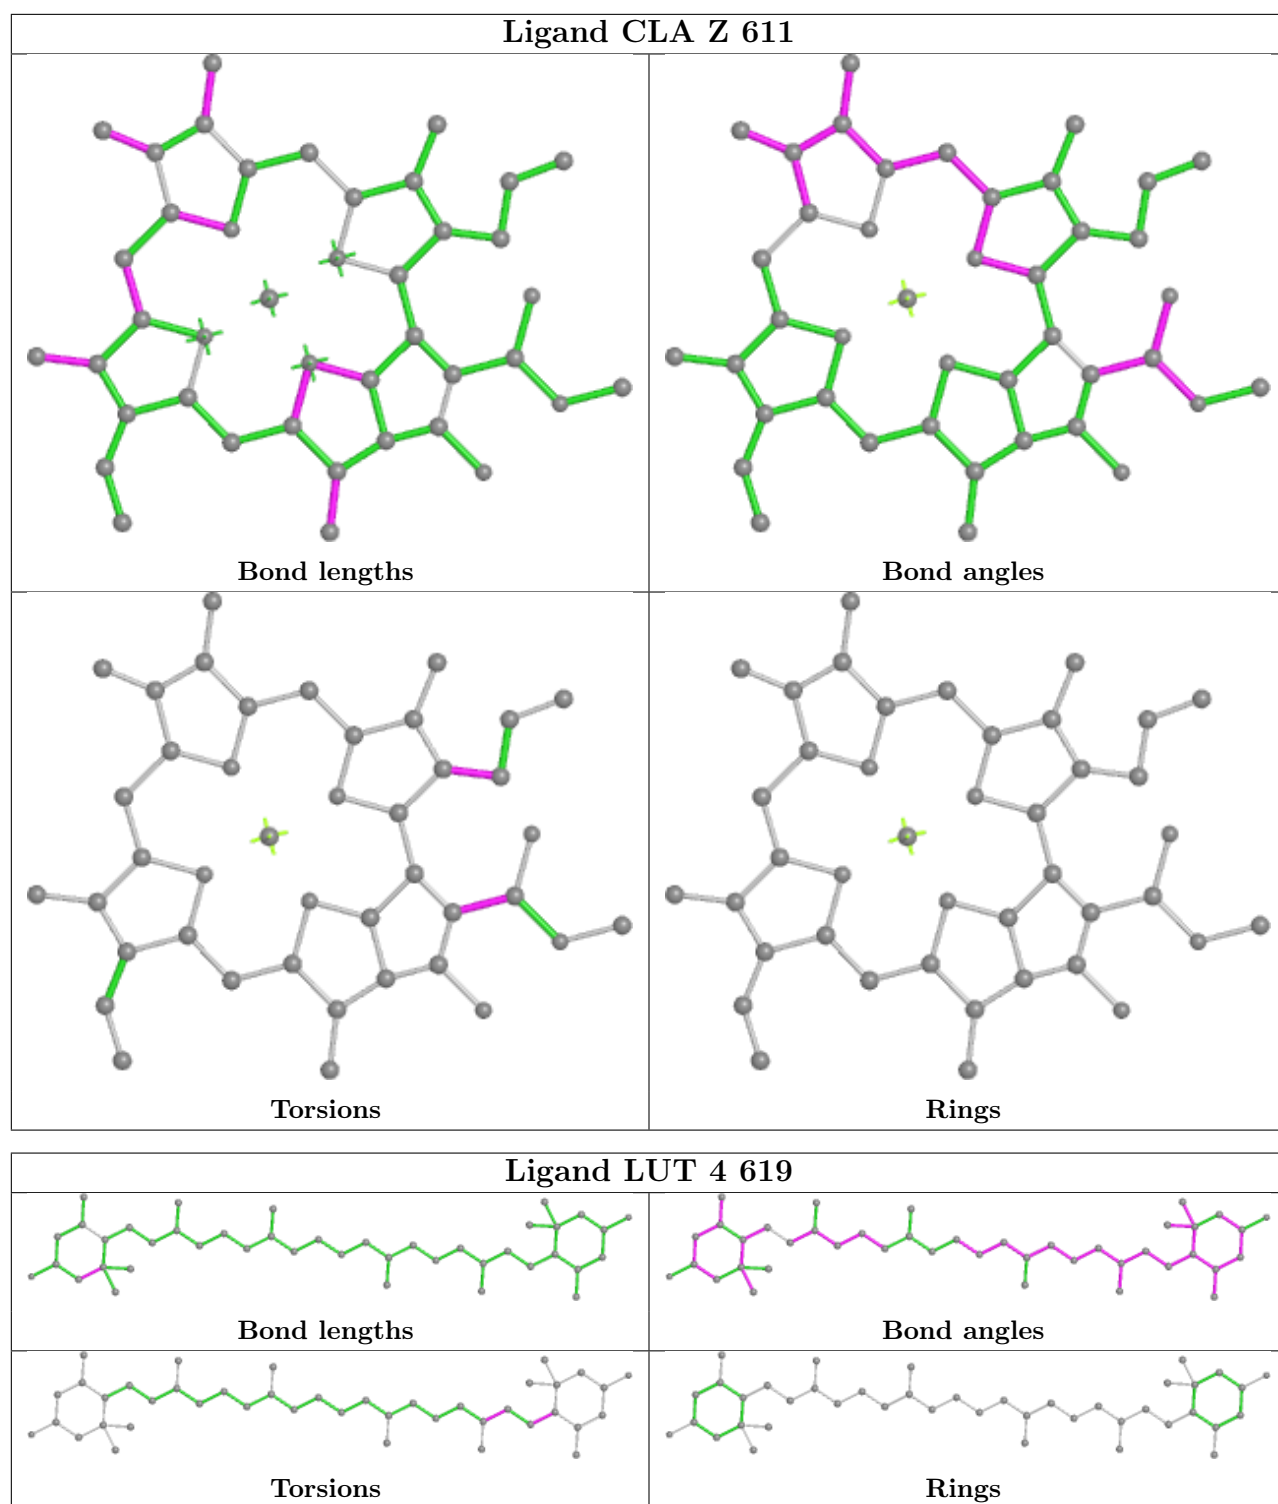 Ligand CLA Z 611
Bond lengths
Bond angles
Torsions
Rings
Ligand LUT 4 619
Bond lengths
Bond angles
Torsions
Rings